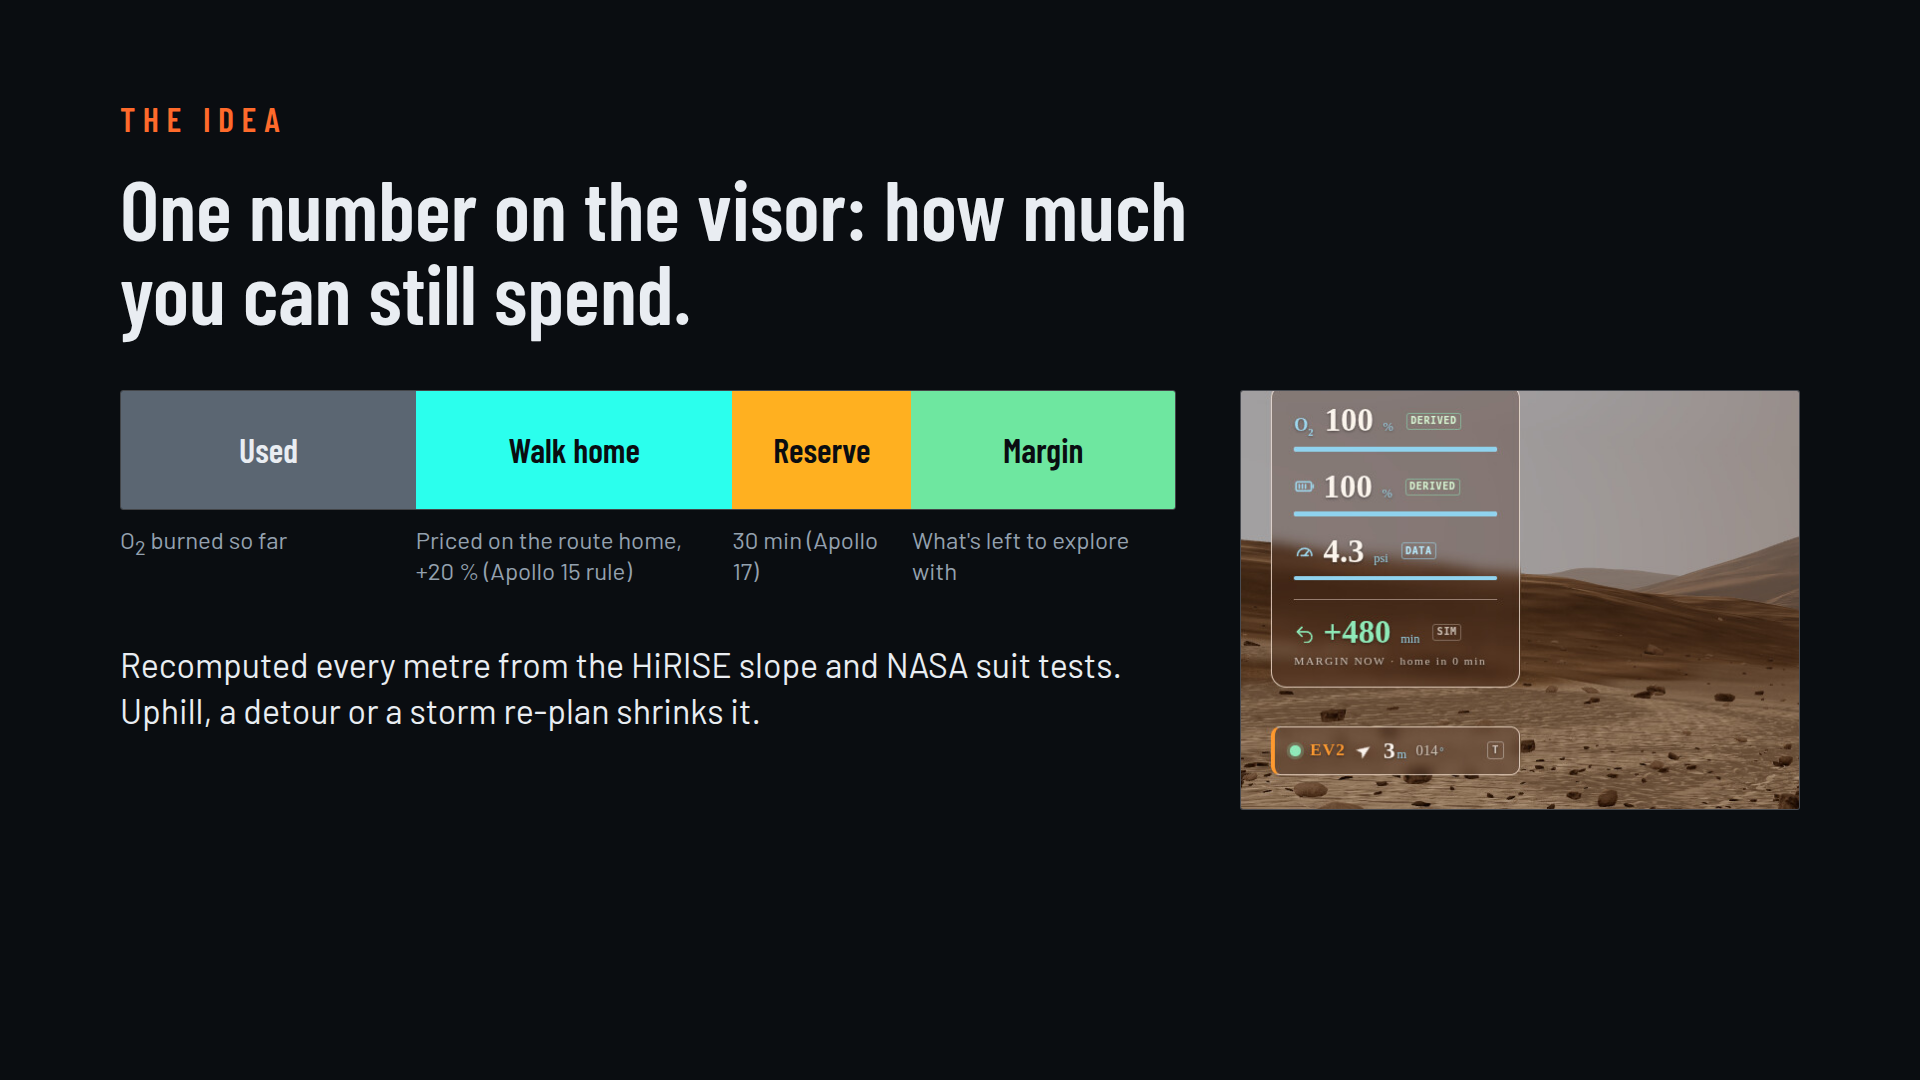 THE IDEA
One number on the visor: how much
you can still spend.
Used
Walk home
Reserve
Margin
O₂ burned so far
Priced on the route home,
+20 % (Apollo 15 rule)
30 min (Apollo
17)
What's left to explore
with
Recomputed every metre from the HiRISE slope and NASA suit tests.
Uphill, a detour or a storm re-plan shrinks it.
O₂ 100 % DERIVED
100 % DERIVED
4.3 psi DATA
+480 min SIM
MARGIN NOW · home in 0 min
EV2 3m 014° T